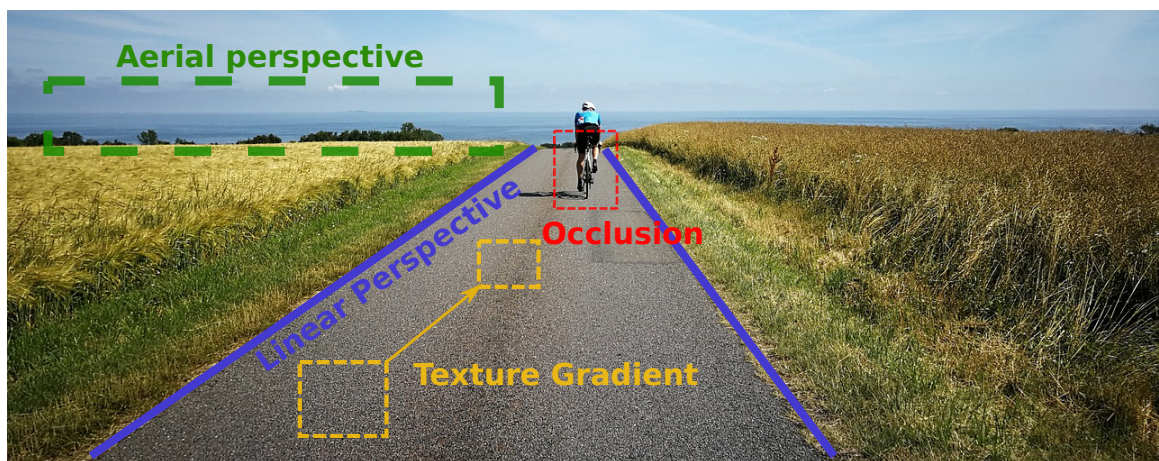 Aerial perspective
Occlusion
Linear Perspective
Texture Gradient